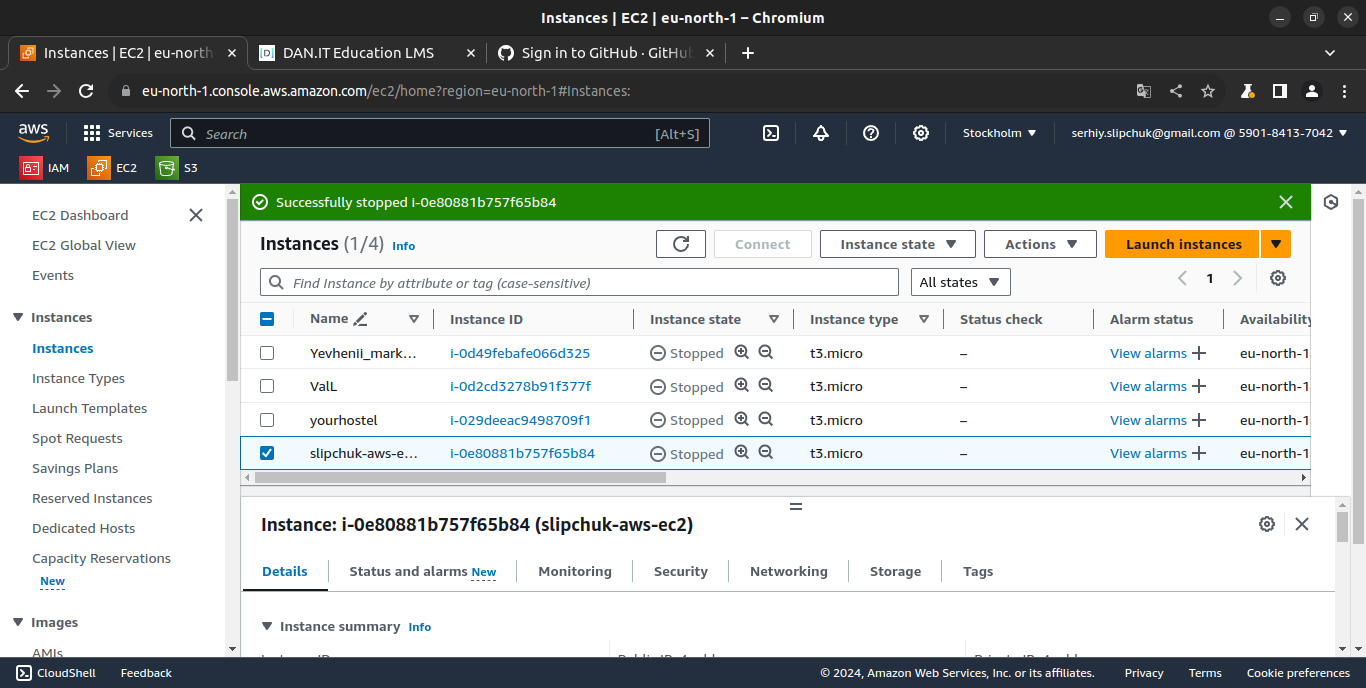 Instances | EC2 | eu-north-1 – Chromium
Instances | EC2 | eu-north
DAN.IT Education LMS
Sign in to GitHub · GitHu
eu-north-1.console.aws.amazon.com/ec2/home?region=eu-north-1#Instances:
aws
Services
Search
[Alt+S]
Stockholm
serhiy.slipchuk@gmail.com @ 5901-8413-7042
IAM
EC2
S3
EC2 Dashboard
EC2 Global View
Events
Instances
Instances
Instance Types
Launch Templates
Spot Requests
Savings Plans
Reserved Instances
Dedicated Hosts
Capacity Reservations
New
Images
AMIs
Successfully stopped i-0e80881b757f65b84
Instances (1/4) Info
Connect
Instance state
Actions
Launch instances
Find Instance by attribute or tag (case-sensitive)
All states
1
Name Instance ID Instance state Instance type Status check Alarm status Availability
Yevhenii_mark... i-0d49febafe066d325 Stopped t3.micro – View alarms eu-north-1
ValL i-0d2cd3278b91f377f Stopped t3.micro – View alarms eu-north-1
yourhostel i-029deeac9498709f1 Stopped t3.micro – View alarms eu-north-1
slipchuk-aws-e... i-0e80881b757f65b84 Stopped t3.micro – View alarms eu-north-1
Instance: i-0e80881b757f65b84 (slipchuk-aws-ec2)
Details
Status and alarms New
Monitoring
Security
Networking
Storage
Tags
Instance summary Info
CloudShell
Feedback
© 2024, Amazon Web Services, Inc. or its affiliates.
Privacy
Terms
Cookie preferences